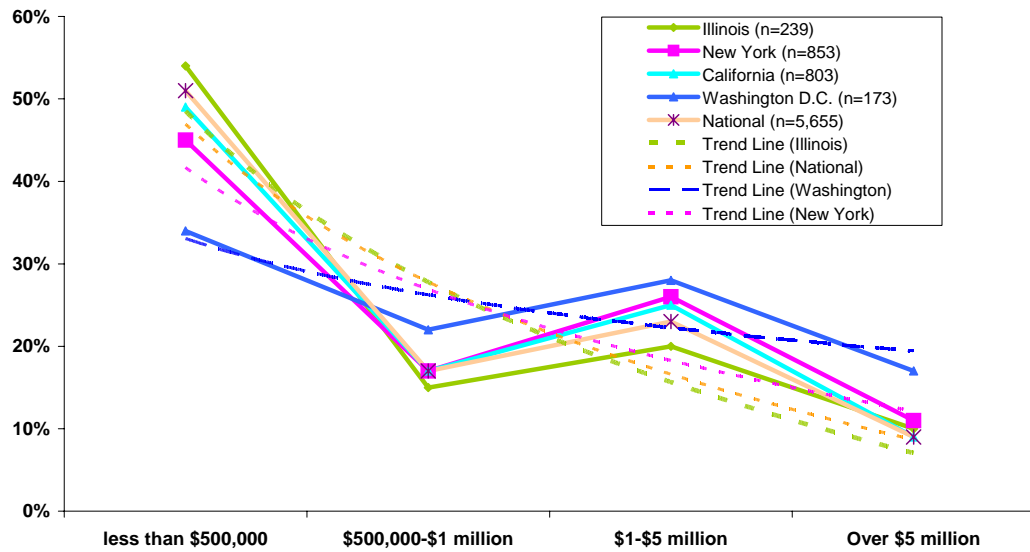 60%
50%
40%
30%
20%
10%
0%
Illinois (n=239)
New York (n=853)
California (n=803)
Washington D.C. (n=173)
National (n=5,655)
Trend Line (Illinois)
Trend Line (National)
Trend Line (Washington)
Trend Line (New York)
less than $500,000
$500,000-$1 million
$1-$5 million
Over $5 million